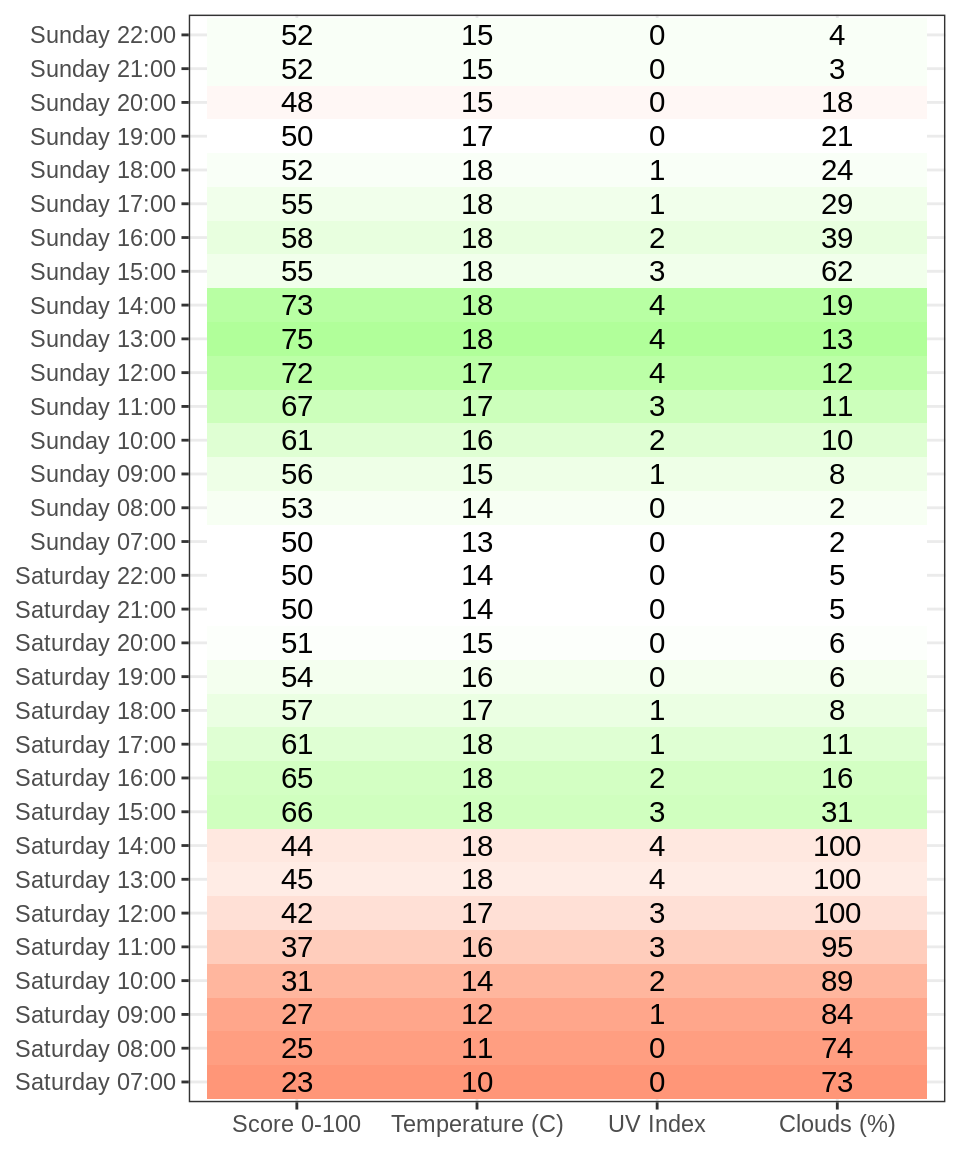 Sunday 22:00 52 15 0 4
Sunday 21:00 52 15 0 3
Sunday 20:00 48 15 0 18
Sunday 19:00 50 17 0 21
Sunday 18:00 52 18 1 24
Sunday 17:00 55 18 1 29
Sunday 16:00 58 18 2 39
Sunday 15:00 55 18 3 62
Sunday 14:00 73 18 4 19
Sunday 13:00 75 18 4 13
Sunday 12:00 72 17 4 12
Sunday 11:00 67 17 3 11
Sunday 10:00 61 16 2 10
Sunday 09:00 56 15 1 8
Sunday 08:00 53 14 0 2
Sunday 07:00 50 13 0 2
Saturday 22:00 50 14 0 5
Saturday 21:00 50 14 0 5
Saturday 20:00 51 15 0 6
Saturday 19:00 54 16 0 6
Saturday 18:00 57 17 1 8
Saturday 17:00 61 18 1 11
Saturday 16:00 65 18 2 16
Saturday 15:00 66 18 3 31
Saturday 14:00 44 18 4 100
Saturday 13:00 45 18 4 100
Saturday 12:00 42 17 3 100
Saturday 11:00 37 16 3 95
Saturday 10:00 31 14 2 89
Saturday 09:00 27 12 1 84
Saturday 08:00 25 11 0 74
Saturday 07:00 23 10 0 73
Score 0-100 Temperature (C) UV Index Clouds (%)